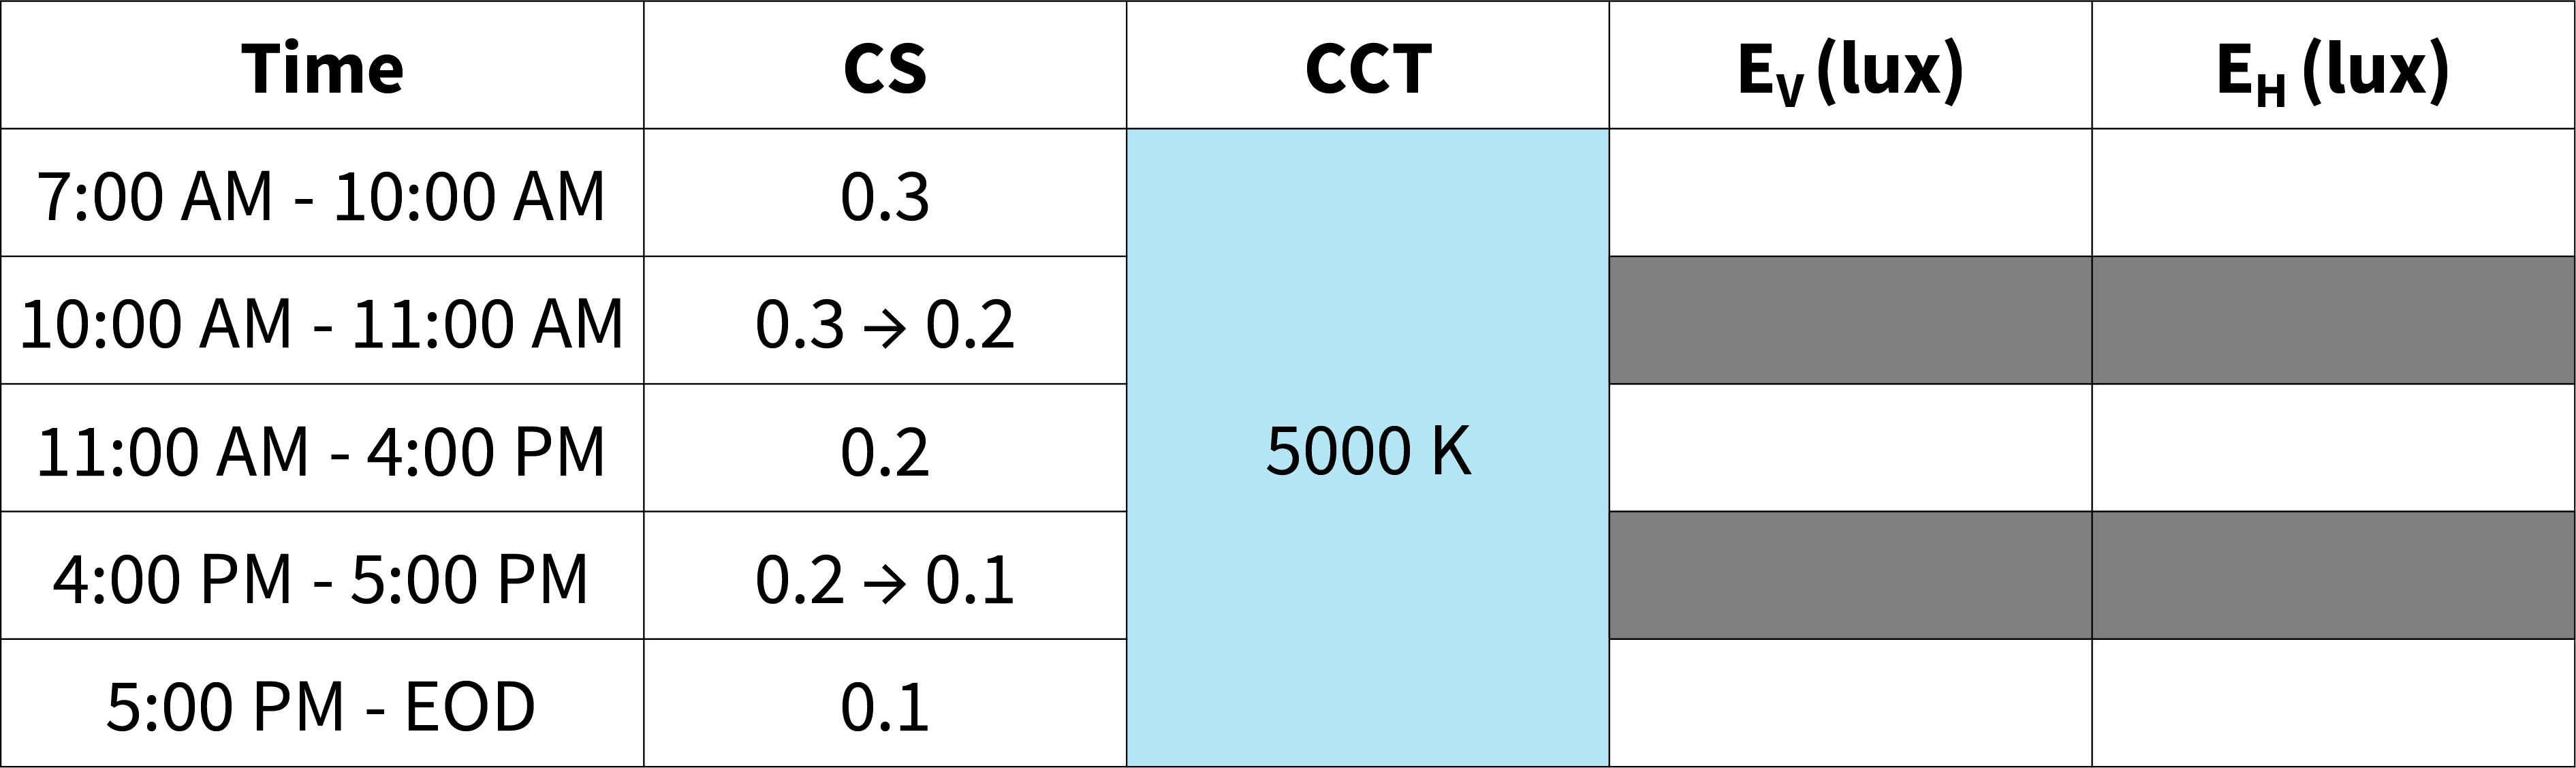 Time CS CCT EV (lux) EH (lux)
7:00 AM - 10:00 AM 0.3
10:00 AM - 11:00 AM 0.3 → 0.2
11:00 AM - 4:00 PM 0.2 5000 K
4:00 PM - 5:00 PM 0.2 → 0.1
5:00 PM - EOD 0.1